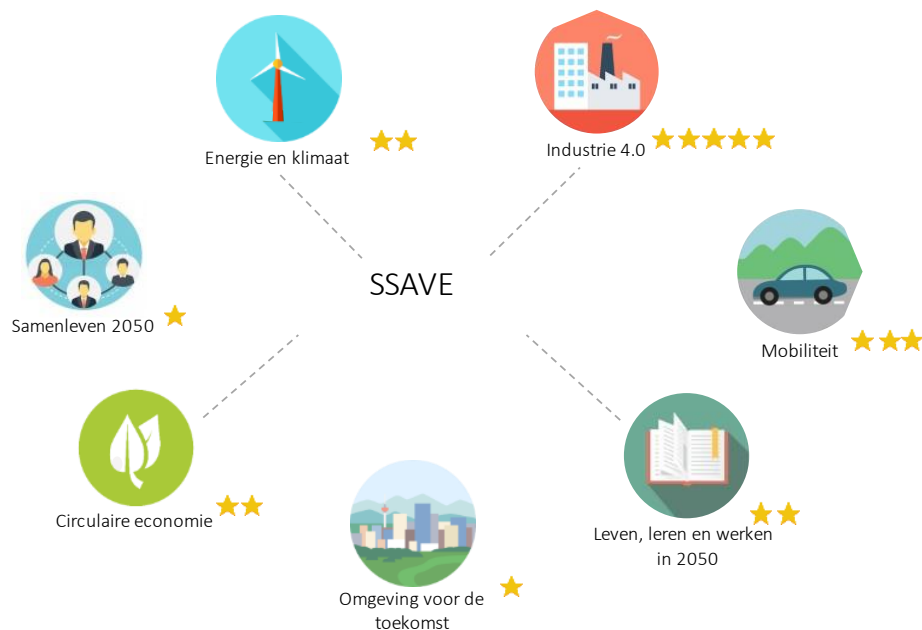 Energie en klimaat
Industrie 4.0
SSAVE
Samenleven 2050
Mobiliteit
Circulaire economie
Leven, leren en werken
in 2050
Omgeving voor de
toekomst